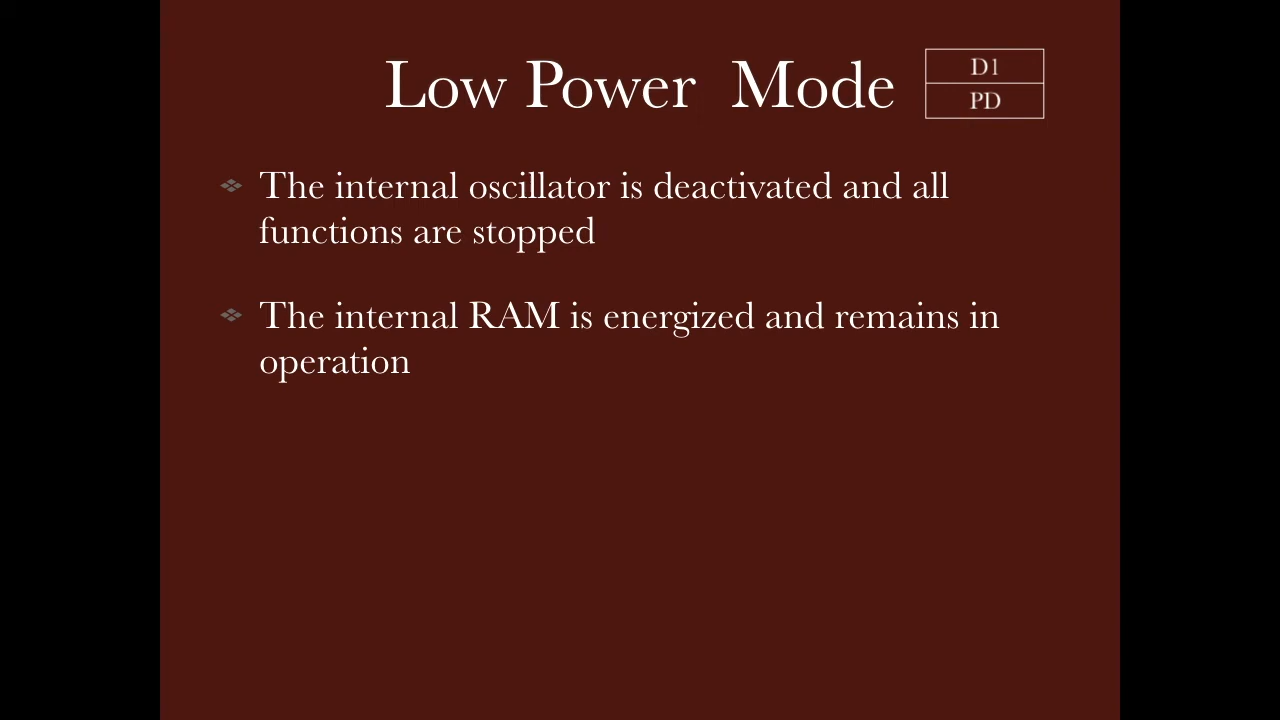 Low Power Mode
D1
PD
The internal oscillator is deactivated and all
functions are stopped
The internal RAM is energized and remains in
operation